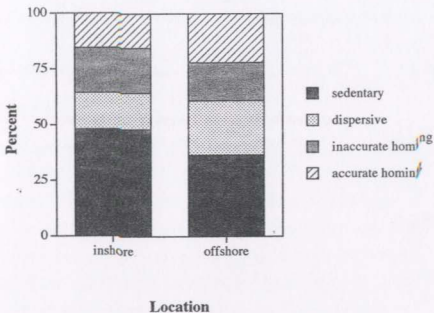 100
75
50
25
0
Percent
inshore
offshore
sedentary
dispersive
inaccurate homing
accurate homing
Location